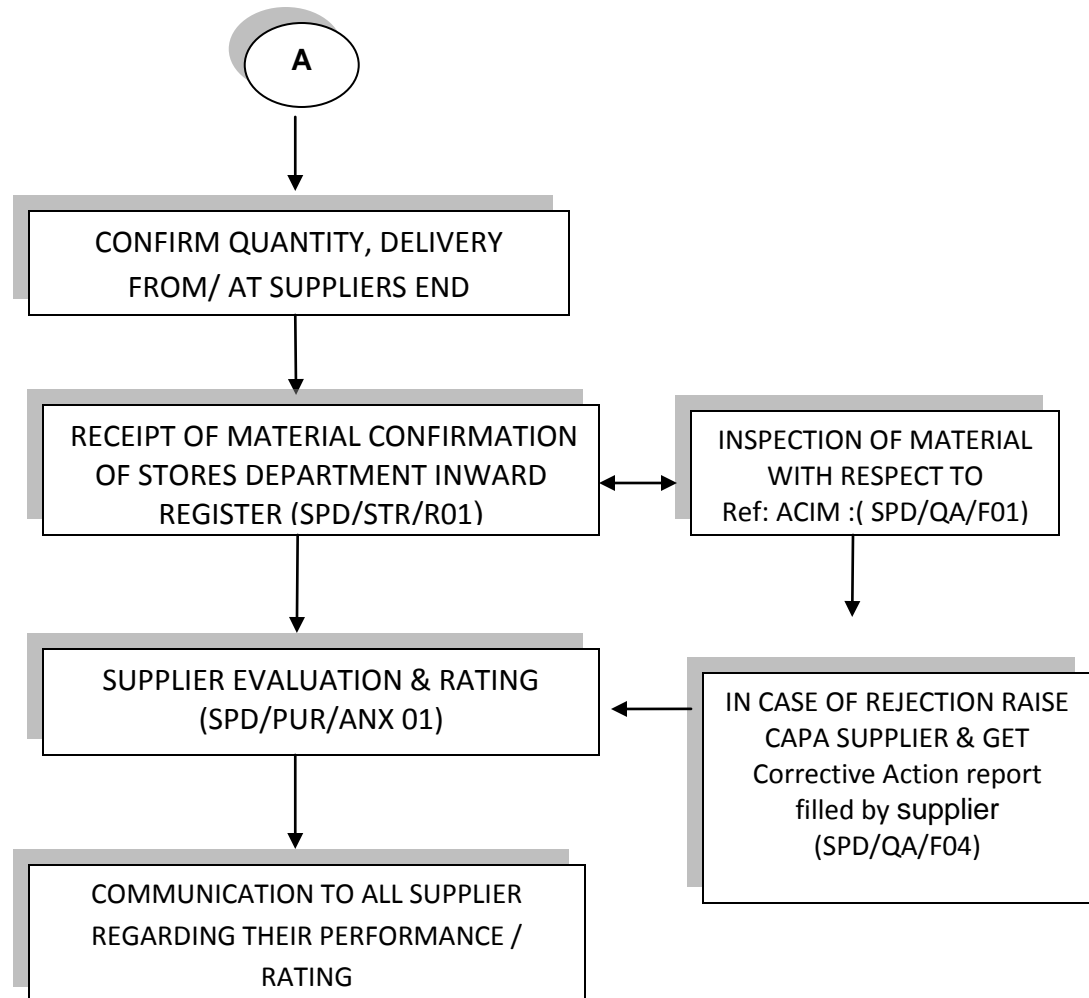 A
CONFIRM QUANTITY, DELIVERY
FROM/ AT SUPPLIERS END
RECEIPT OF MATERIAL CONFIRMATION
OF STORES DEPARTMENT INWARD
REGISTER (SPD/STR/R01)
INSPECTION OF MATERIAL
WITH RESPECT TO
Ref: ACIM :( SPD/QA/F01)
SUPPLIER EVALUATION & RATING
(SPD/PUR/ANX 01)
IN CASE OF REJECTION RAISE
CAPA SUPPLIER & GET
Corrective Action report
filled by supplier
(SPD/QA/F04)
COMMUNICATION TO ALL SUPPLIER
REGARDING THEIR PERFORMANCE /
RATING